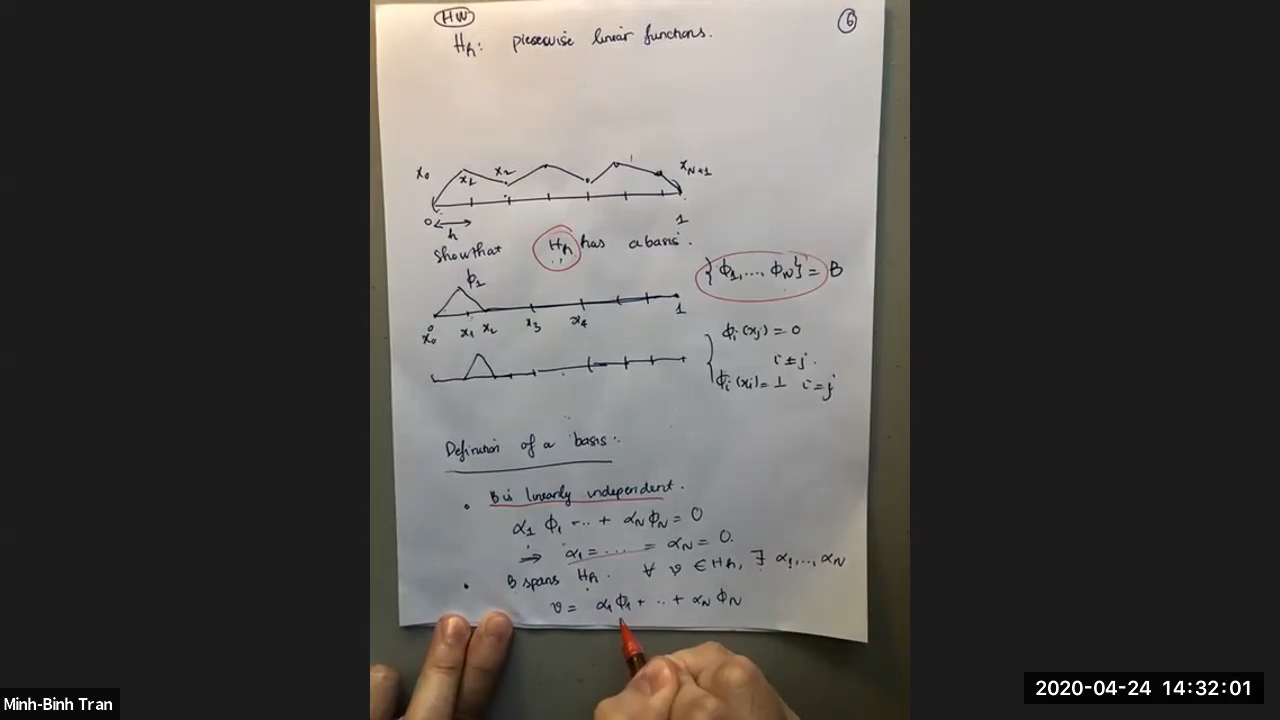 HW
6
Hh: piecewise linear functions.
x0 x1 x2 xN+1
0 h 1
Show that Hh has a basis.
{ϕ1,..., ϕN} = B
ϕ1
0 x0 x1 x2 x3 x4 1
ϕi(xj) = 0
i ≠ j.
ϕi(xi) = 1 i = j
Definition of a basis.
• B is linearly independent.
α1 ϕ1 ... + αN ϕN = 0
⇒ α1 = .... = αN = 0.
• B spans Hh. ∀ v ∈ Hh, ∃ α1,..., αN
v = α1 ϕ1 + .. + αN ϕN
Minh-Binh Tran
2020-04-24 14:32:01